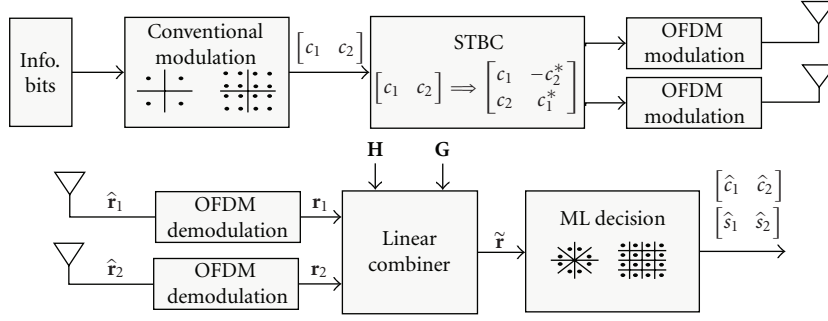 Info.
bits
Conventional
modulation
[c₁ c₂]
STBC
[c₁ c₂] ⟹ [c₁ −c₂*
c₂ c₁*]
OFDM
modulation
OFDM
modulation
H G
r̂₁
OFDM
demodulation
r₁
r̂₂
OFDM
demodulation
r₂
Linear
combiner
r̃
ML decision
[ĉ₁ ĉ₂]
[ŝ₁ ŝ₂]